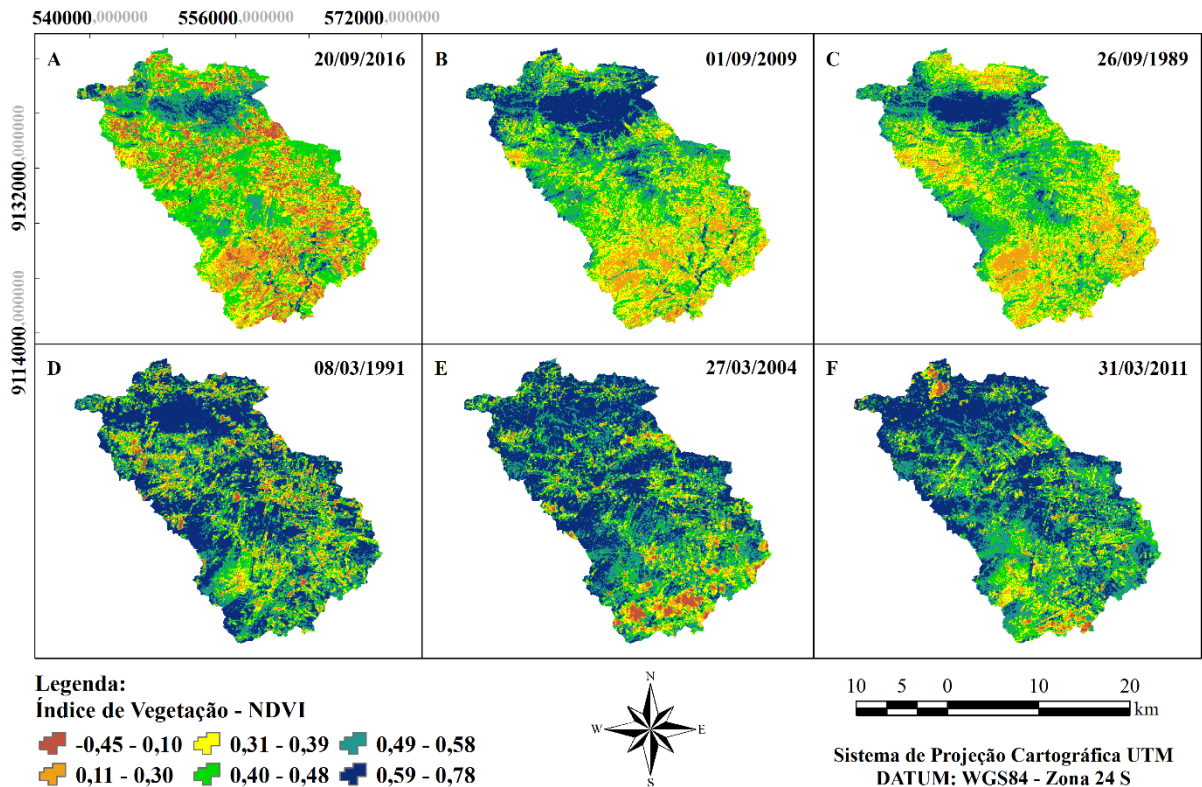 540000,000000 556000,000000 572000,000000
9132000,000000
9114000,000000
A 20/09/2016
B 01/09/2009
C 26/09/1989
D 08/03/1991
E 27/03/2004
F 31/03/2011
Legenda:
Índice de Vegetação - NDVI
-0,45 - 0,10 0,31 - 0,39 0,49 - 0,58
0,11 - 0,30 0,40 - 0,48 0,59 - 0,78
N
W E
S
10 5 0 10 20
km
Sistema de Projeção Cartográfica UTM
DATUM: WGS84 - Zona 24 S